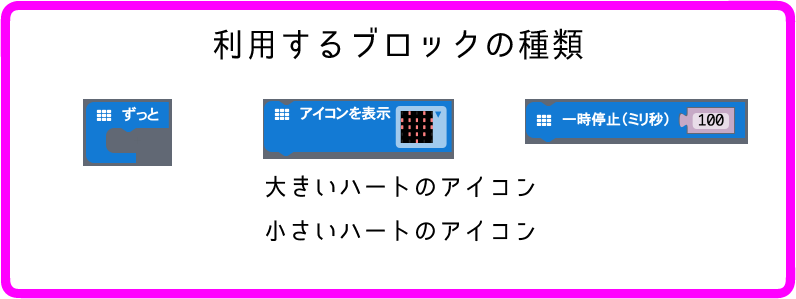 利用するブロックの種類
ずっと
アイコンを表示
一時停止(ミリ秒) 100
大きいハートのアイコン
小さいハートのアイコン